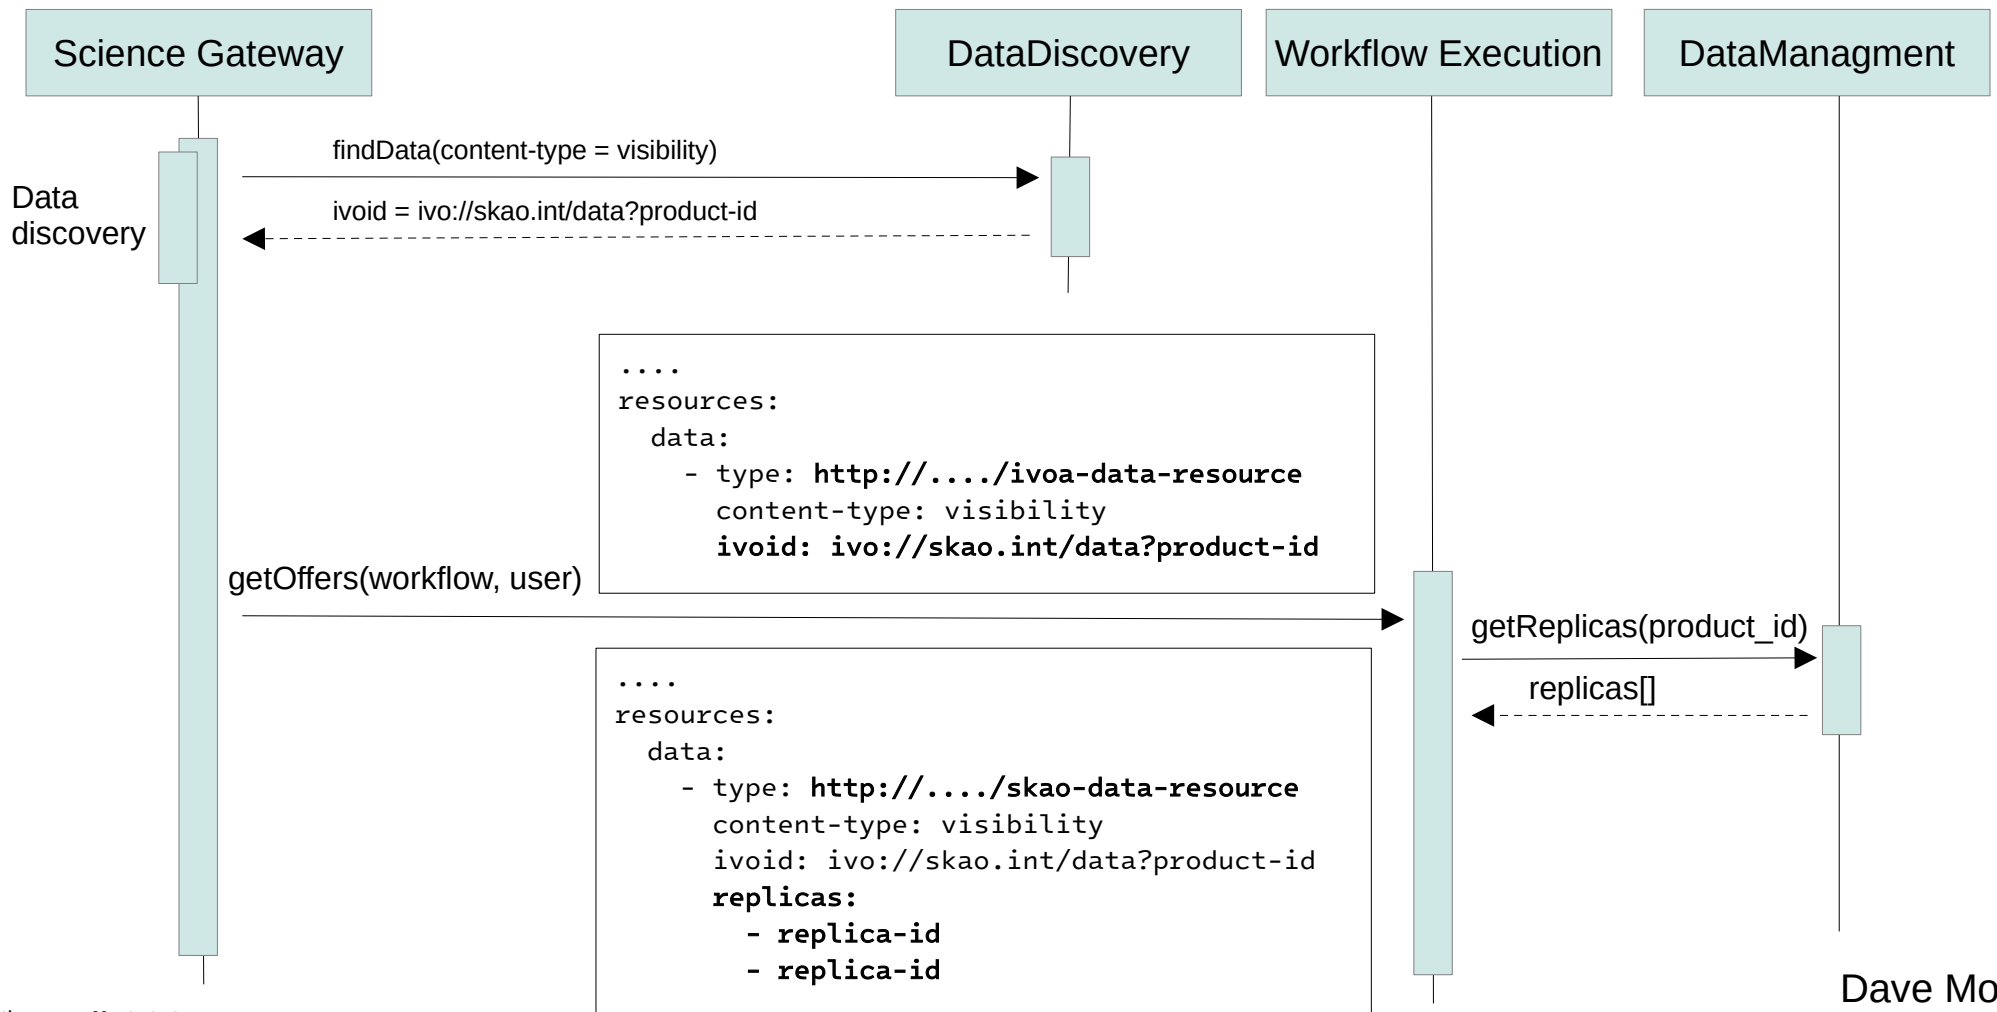 Science Gateway
DataDiscovery
Workflow Execution
DataManagment
findData(content-type = visibility)
Data
discovery
ivoid = ivo://skao.int/data?product-id
....
resources:
data:
- type: http://..../ivoa-data-resource
content-type: visibility
ivoid: ivo://skao.int/data?product-id
getOffers(workflow, user)
getReplicas(product_id)
replicas[]
....
resources:
data:
- type: http://..../skao-data-resource
content-type: visibility
ivoid: ivo://skao.int/data?product-id
replicas:
- replica-id
- replica-id
Dave Mo